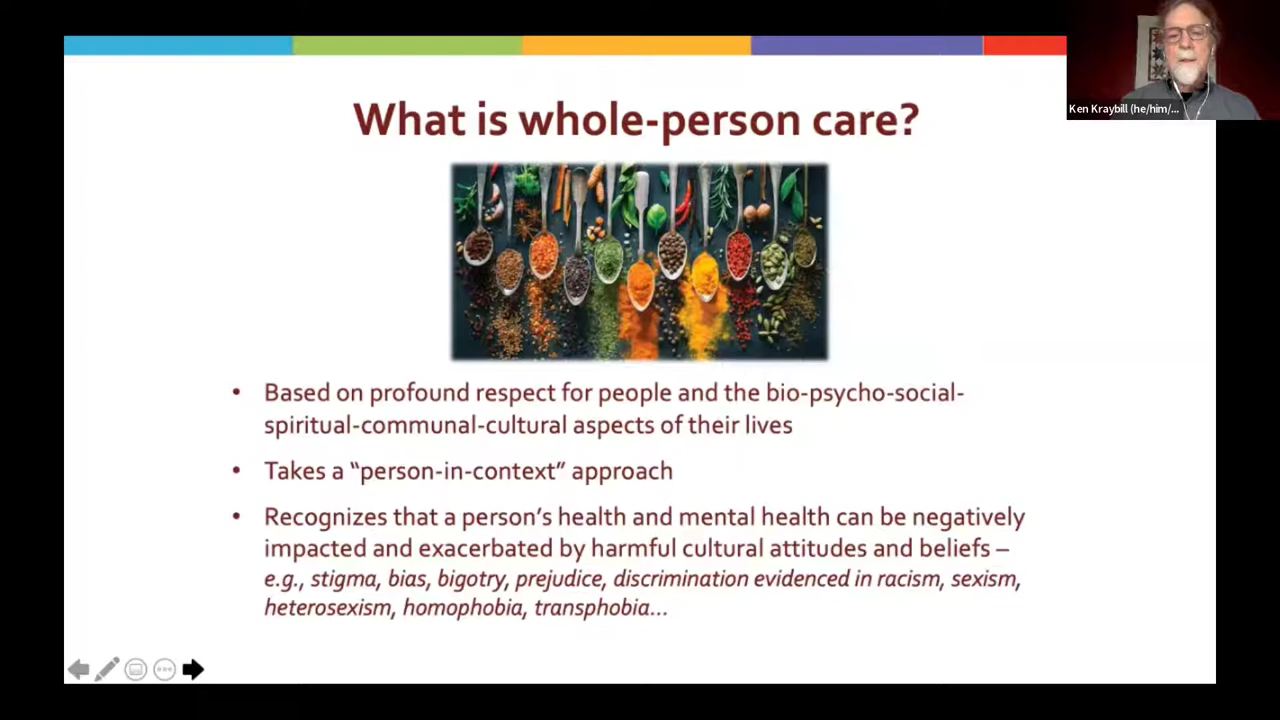 Ken Kraybill (he/him/...
What is whole-person care?
• Based on profound respect for people and the bio-psycho-social-
spiritual-communal-cultural aspects of their lives
• Takes a “person-in-context” approach
• Recognizes that a person’s health and mental health can be negatively
impacted and exacerbated by harmful cultural attitudes and beliefs –
e.g., stigma, bias, bigotry, prejudice, discrimination evidenced in racism, sexism,
heterosexism, homophobia, transphobia...